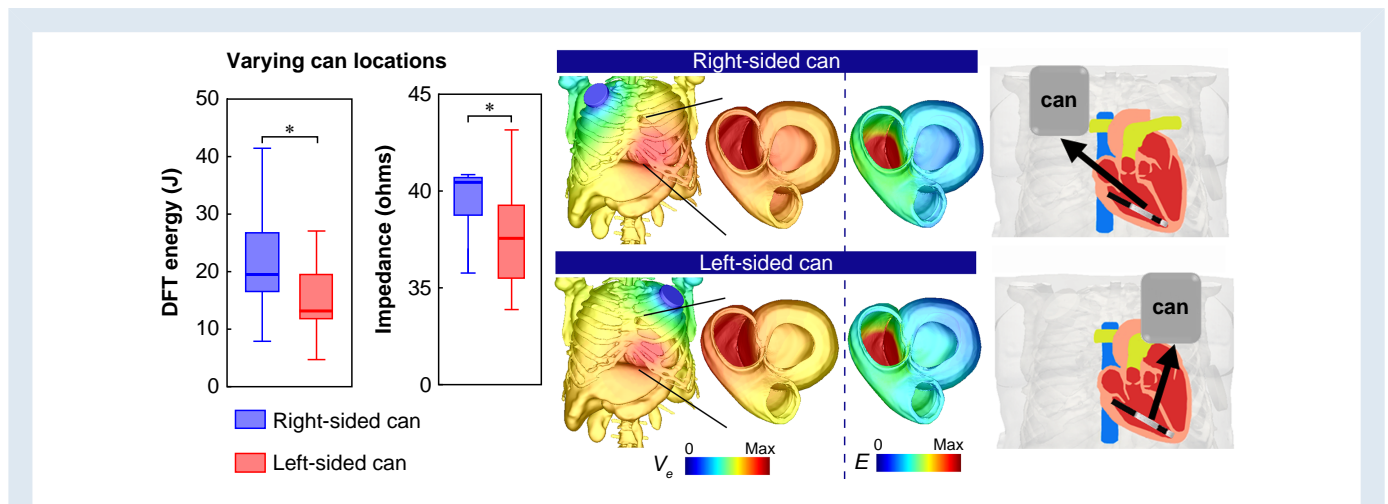 Varying can locations
DFT energy (J)
50
40
30
20
10
0
*
Impedance (ohms)
45
40
35
0
*
Right-sided can
Left-sided can
Right-sided can
can
Left-sided can
can
0 Max
V_e
0 Max
E